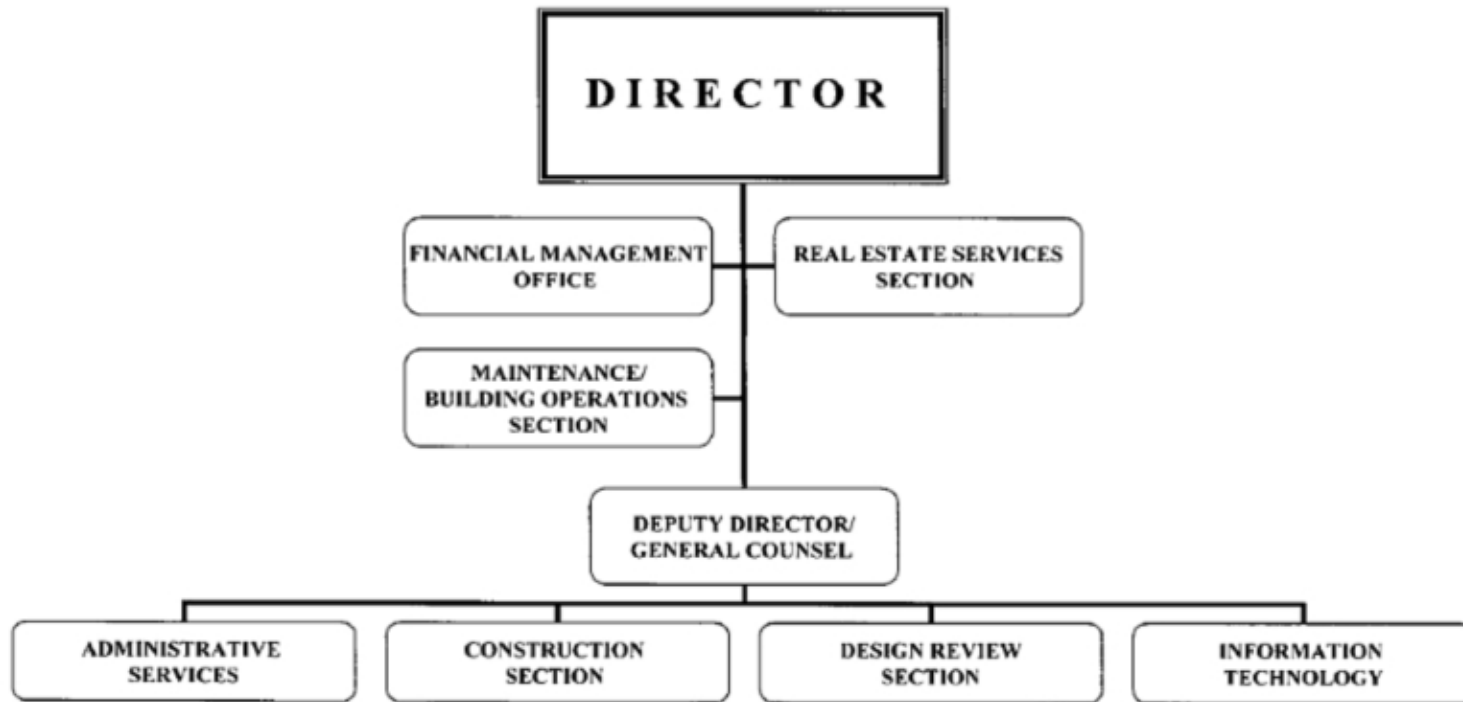 DIRECTOR
FINANCIAL MANAGEMENT
OFFICE
REAL ESTATE SERVICES
SECTION
MAINTENANCE/
BUILDING OPERATIONS
SECTION
DEPUTY DIRECTOR/
GENERAL COUNSEL
ADMINISTRATIVE
SERVICES
CONSTRUCTION
SECTION
DESIGN REVIEW
SECTION
INFORMATION
TECHNOLOGY